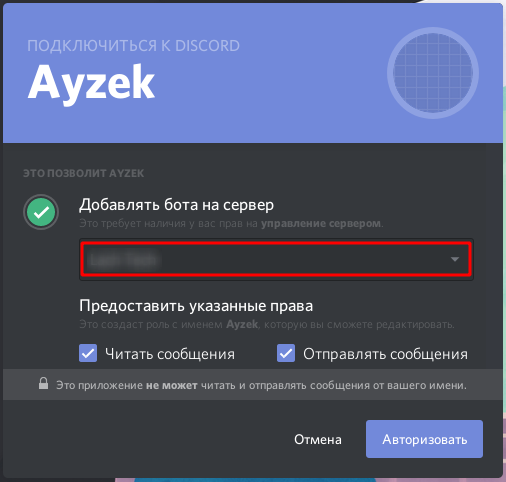 ПОДКЛЮЧИТЬСЯ К DISCORD
Ayzek
ЭТО ПОЗВОЛИТ AYZEK
Добавлять бота на сервер
Это требует наличия у вас прав на управление сервером.
Предоставить указанные права
Это создаст роль с именем Ayzek, которую вы сможете редактировать.
Читать сообщения
Отправлять сообщения
Это приложение не может читать и отправлять сообщения от вашего имени.
Отмена
Авторизовать